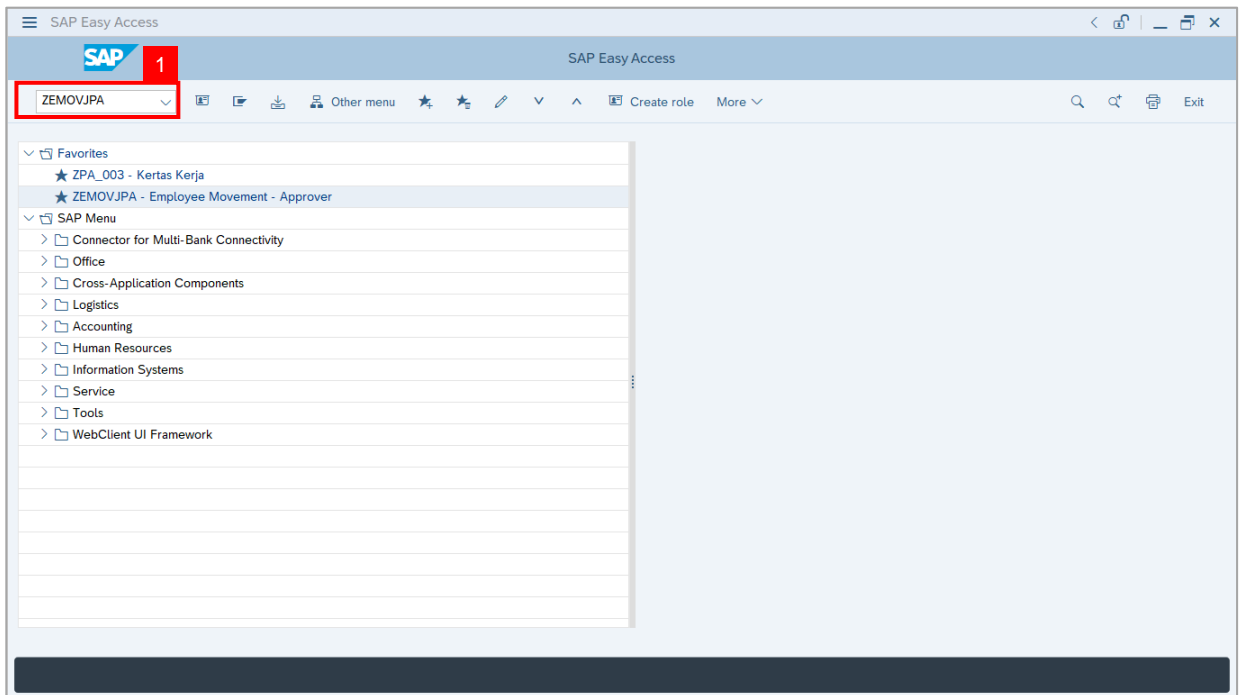 SAP Easy Access
SAP
SAP Easy Access
1
ZEMOVJPA
Other menu
Create role
More
Exit
Favorites
ZPA_003 - Kertas Kerja
ZEMOVJPA - Employee Movement - Approver
SAP Menu
Connector for Multi-Bank Connectivity
Office
Cross-Application Components
Logistics
Accounting
Human Resources
Information Systems
Service
Tools
WebClient UI Framework